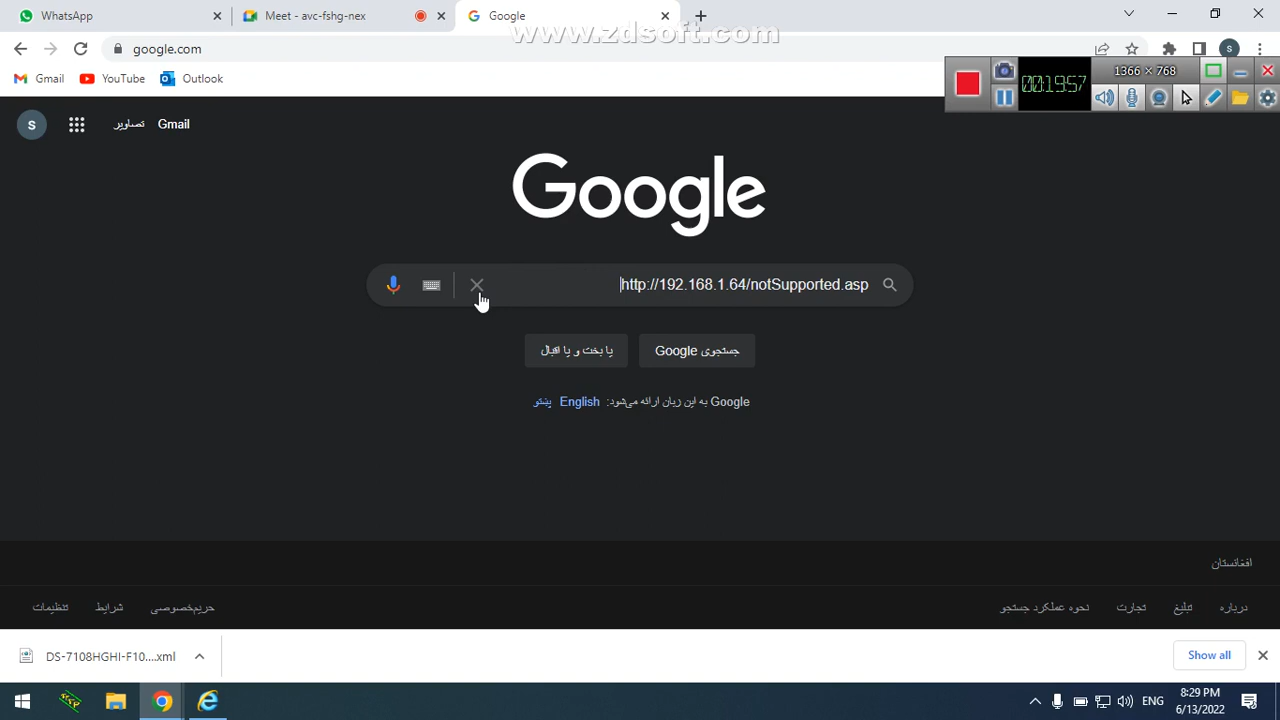 WhatsApp
Meet - avc-fshg-nex
Google
www.zdsoft.com
google.com
Gmail
YouTube
Outlook
1366 × 768
00:19:57
s
s
تصاویر
Gmail
Google
http://192.168.1.64/notSupported.asp
جستجوی Google
یا بخت و یا اقبال
Google به این زبان ارائه می‌شود: English پښتو
افغانستان
درباره
تبلیغ
تجارت
نحوه عملکرد جستجو
حریم‌خصوصی
شرایط
تنظیمات
DS-7108HGHI-F10....xml
Show all
ENG
8:29 PM
6/13/2022